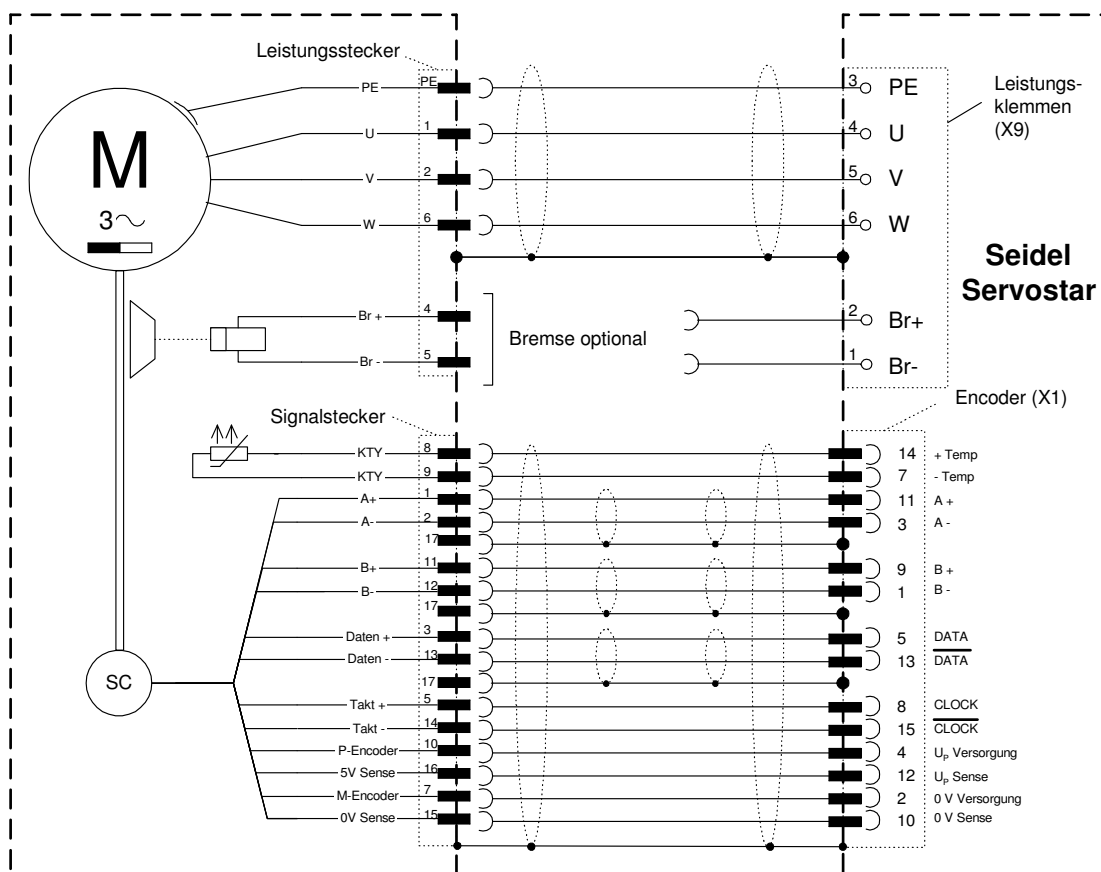 Leistungsstecker
PE PE 3 PE
U 1 4 U
V 2 5 V
W 6 6 W
M
3
Leistungs-
klemmen
(X9)
Seidel
Servostar
Br + 4 2 Br+
Br - 5 1 Br-
Bremse optional
Signalstecker
Encoder (X1)
KTY 8 14 + Temp
KTY 9 7 - Temp
A+ 1 11 A +
A- 2 3 A -
17
B+ 11 9 B +
B- 12 1 B -
17
Daten + 3 5 DATA
Daten - 13 13 DATA
17
SC
Takt + 5 8 CLOCK
Takt - 14 15 CLOCK
P-Encoder 10 4 UP Versorgung
5V Sense 16 12 UP Sense
M-Encoder 7 2 0 V Versorgung
0V Sense 15 10 0 V Sense